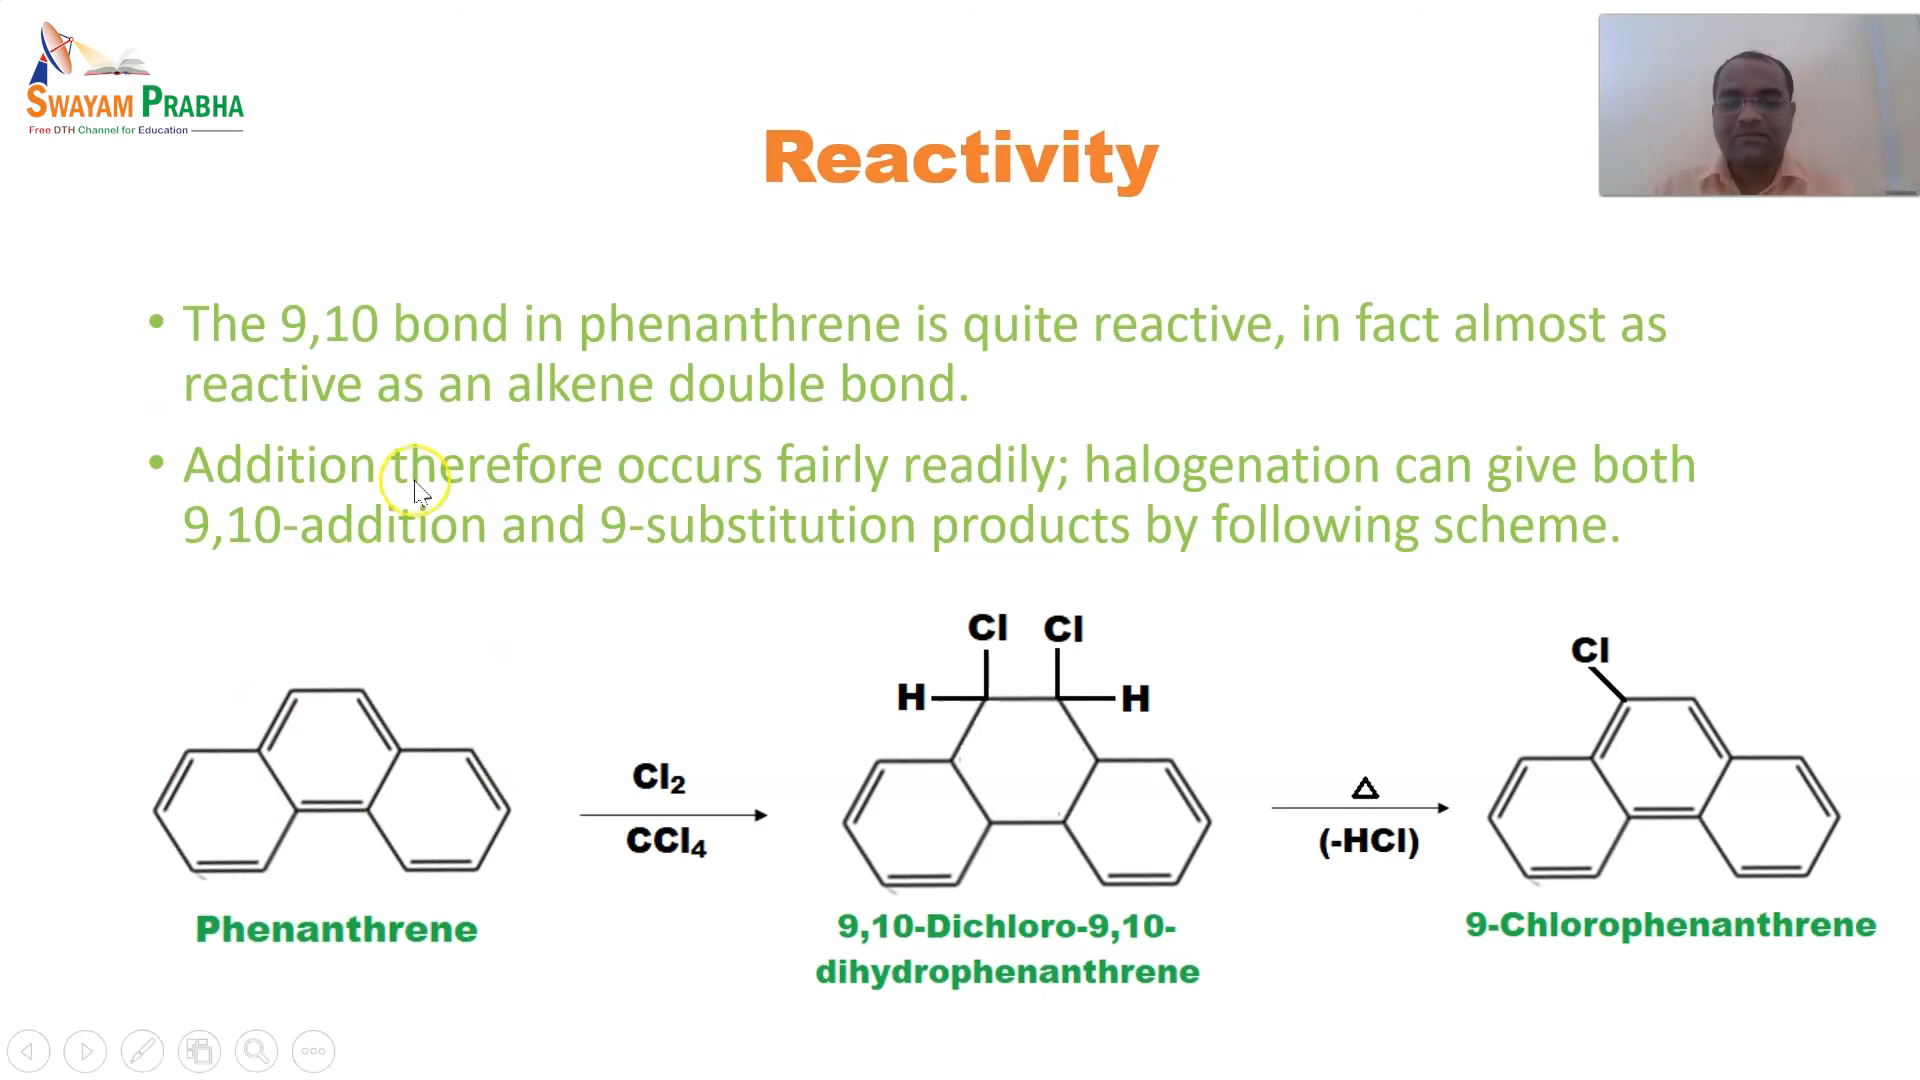 SWAYAM PRABHA
Free DTH Channel for Education
Reactivity
• The 9,10 bond in phenanthrene is quite reactive, in fact almost as
reactive as an alkene double bond.
• Addition therefore occurs fairly readily; halogenation can give both
9,10-addition and 9-substitution products by following scheme.
Cl Cl
H H
Cl
Cl₂
CCl₄
△
(-HCl)
Phenanthrene
9,10-Dichloro-9,10-
dihydrophenanthrene
9-Chlorophenanthrene